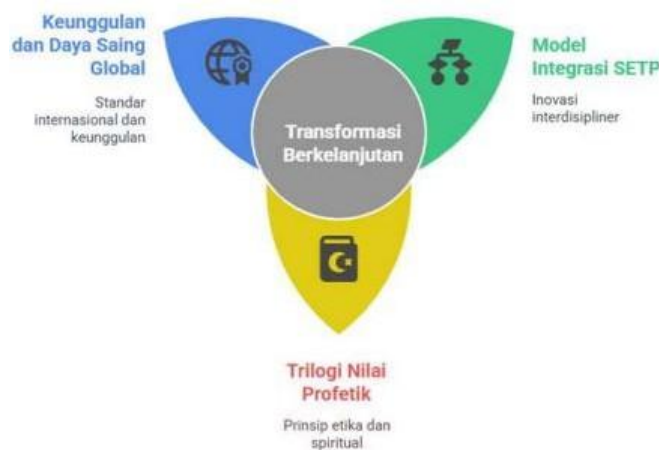 Keunggulan
dan Daya Saing
Global
Standar
internasional dan
keunggulan
Model
Integrasi SETP
Inovasi
interdisipliner
Transformasi
Berkelanjutan
Trilogi Nilai
Profetik
Prinsip etika dan
spiritual